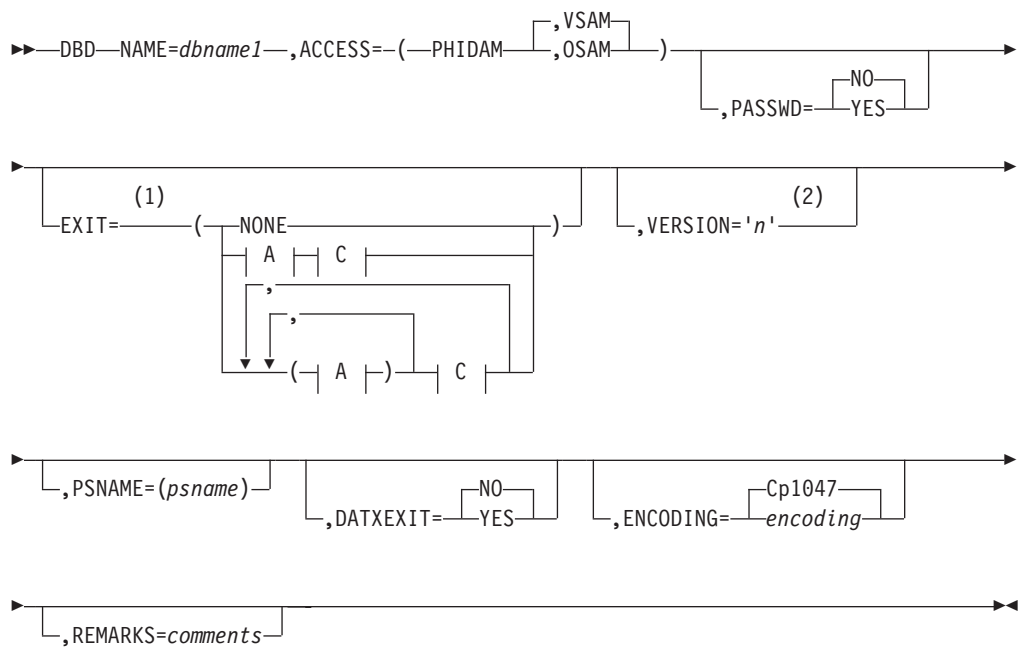 ,VSAM
DBD NAME=dbname1 ,ACCESS= ( PHIDAM ,OSAM )
NO
,PASSWD= YES
(1) (2)
EXIT= ( NONE ) ,VERSION='n'
A C
,
,
( A ) C
,PSNAME=(psname) NO Cp1047
,DATXEXIT= YES ,ENCODING= encoding
,REMARKS=comments